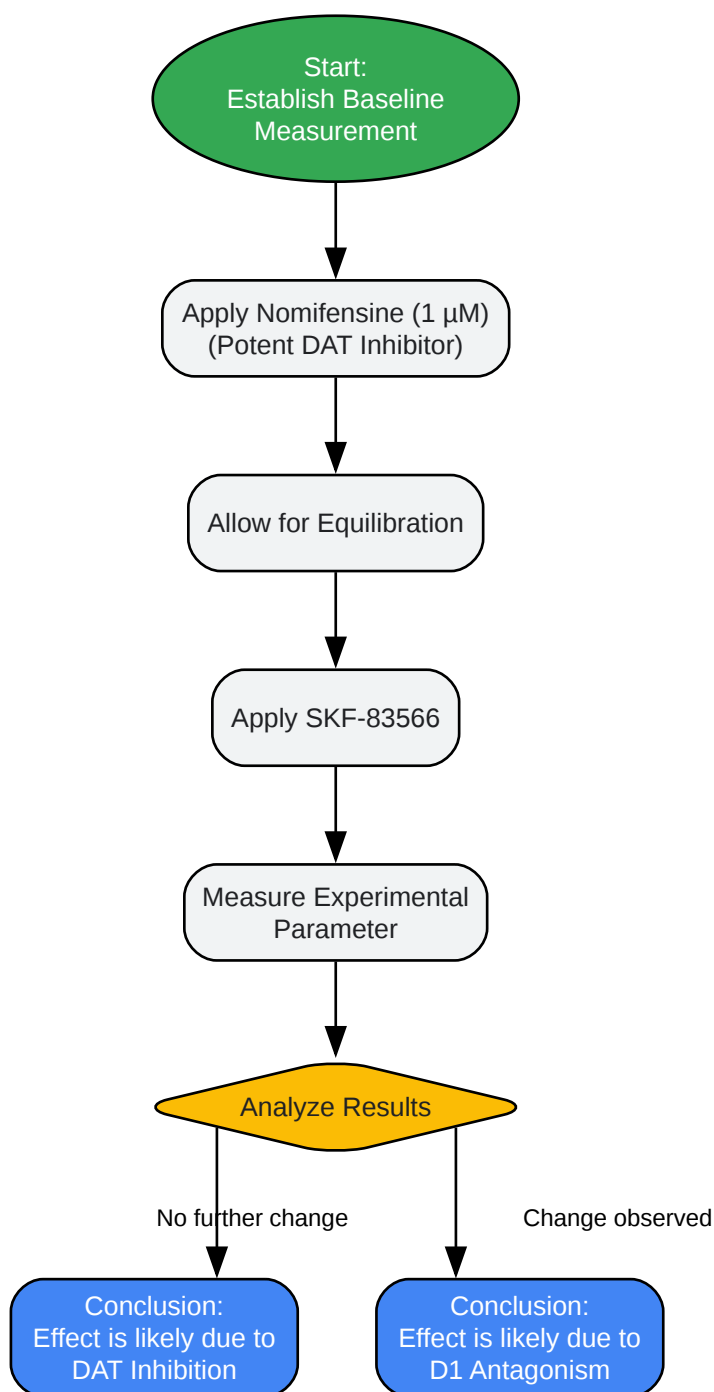 Start:
Establish Baseline
Measurement
Apply Nomifensine (1 µM)
(Potent DAT Inhibitor)
Allow for Equilibration
Apply SKF-83566
Measure Experimental
Parameter
Analyze Results
No further change
Change observed
Conclusion:
Effect is likely due to
DAT Inhibition
Conclusion:
Effect is likely due to
D1 Antagonism